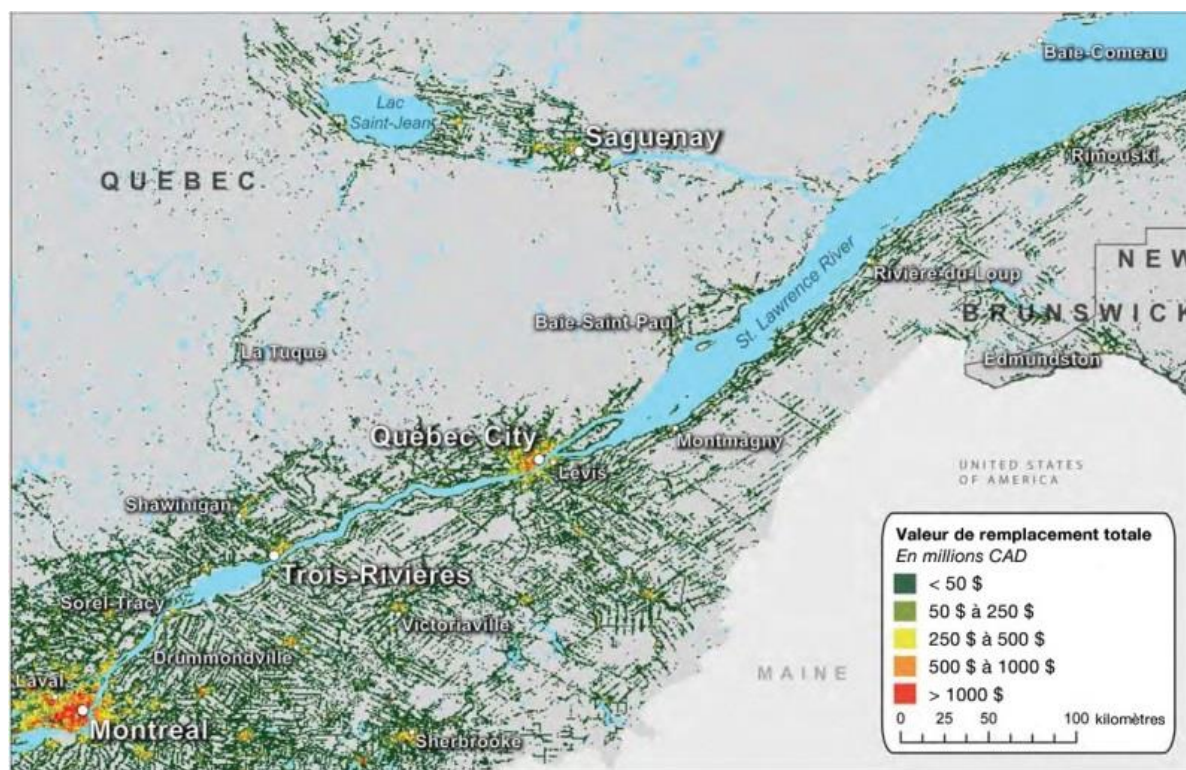 Baie-Comeau
Lac
Saint-Jean
Saguenay
Rimouski
QUEBEC
St. Lawrence River
NEW
BRUNSWICK
Rivière-du-Loup
Baie-Saint-Paul
La Tuque
Edmundston
Québec City
Montmagny
Lévis
UNITED STATES
OF AMERICA
Shawinigan
Trois-Rivières
Sorel-Tracy
Victoriaville
Drummondville
Laval
MAINE
Montréal
Sherbrooke
Valeur de remplacement totale
En millions CAD
< 50 $
50 $ à 250 $
250 $ à 500 $
500 $ à 1000 $
> 1000 $
0 25 50 100 kilomètres